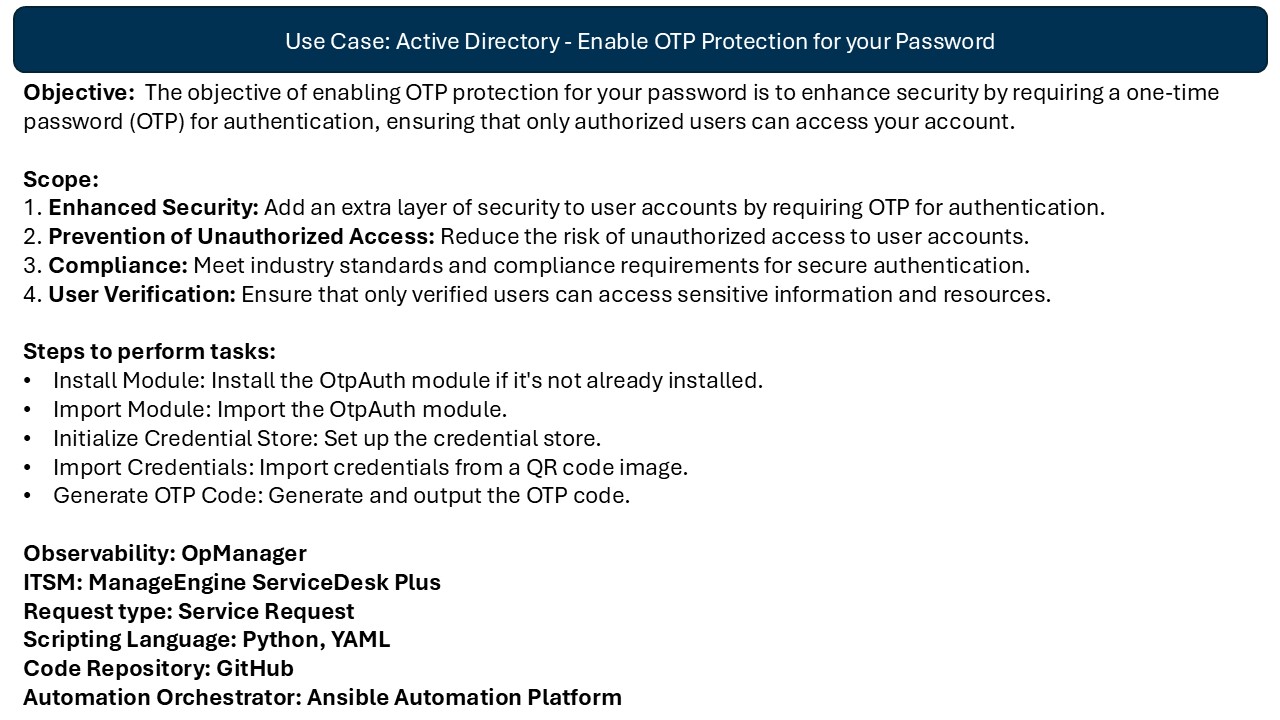 Use Case: Active Directory - Enable OTP Protection for your Password
Objective:  The objective of enabling OTP protection for your password is to enhance security by requiring a one-time
password (OTP) for authentication, ensuring that only authorized users can access your account.
Scope:
1. Enhanced Security: Add an extra layer of security to user accounts by requiring OTP for authentication.
2. Prevention of Unauthorized Access: Reduce the risk of unauthorized access to user accounts.
3. Compliance: Meet industry standards and compliance requirements for secure authentication.
4. User Verification: Ensure that only verified users can access sensitive information and resources.
Steps to perform tasks:
• Install Module: Install the OtpAuth module if it's not already installed.
• Import Module: Import the OtpAuth module.
• Initialize Credential Store: Set up the credential store.
• Import Credentials: Import credentials from a QR code image.
• Generate OTP Code: Generate and output the OTP code.
Observability: OpManager
ITSM: ManageEngine ServiceDesk Plus
Request type: Service Request
Scripting Language: Python, YAML
Code Repository: GitHub
Automation Orchestrator: Ansible Automation Platform